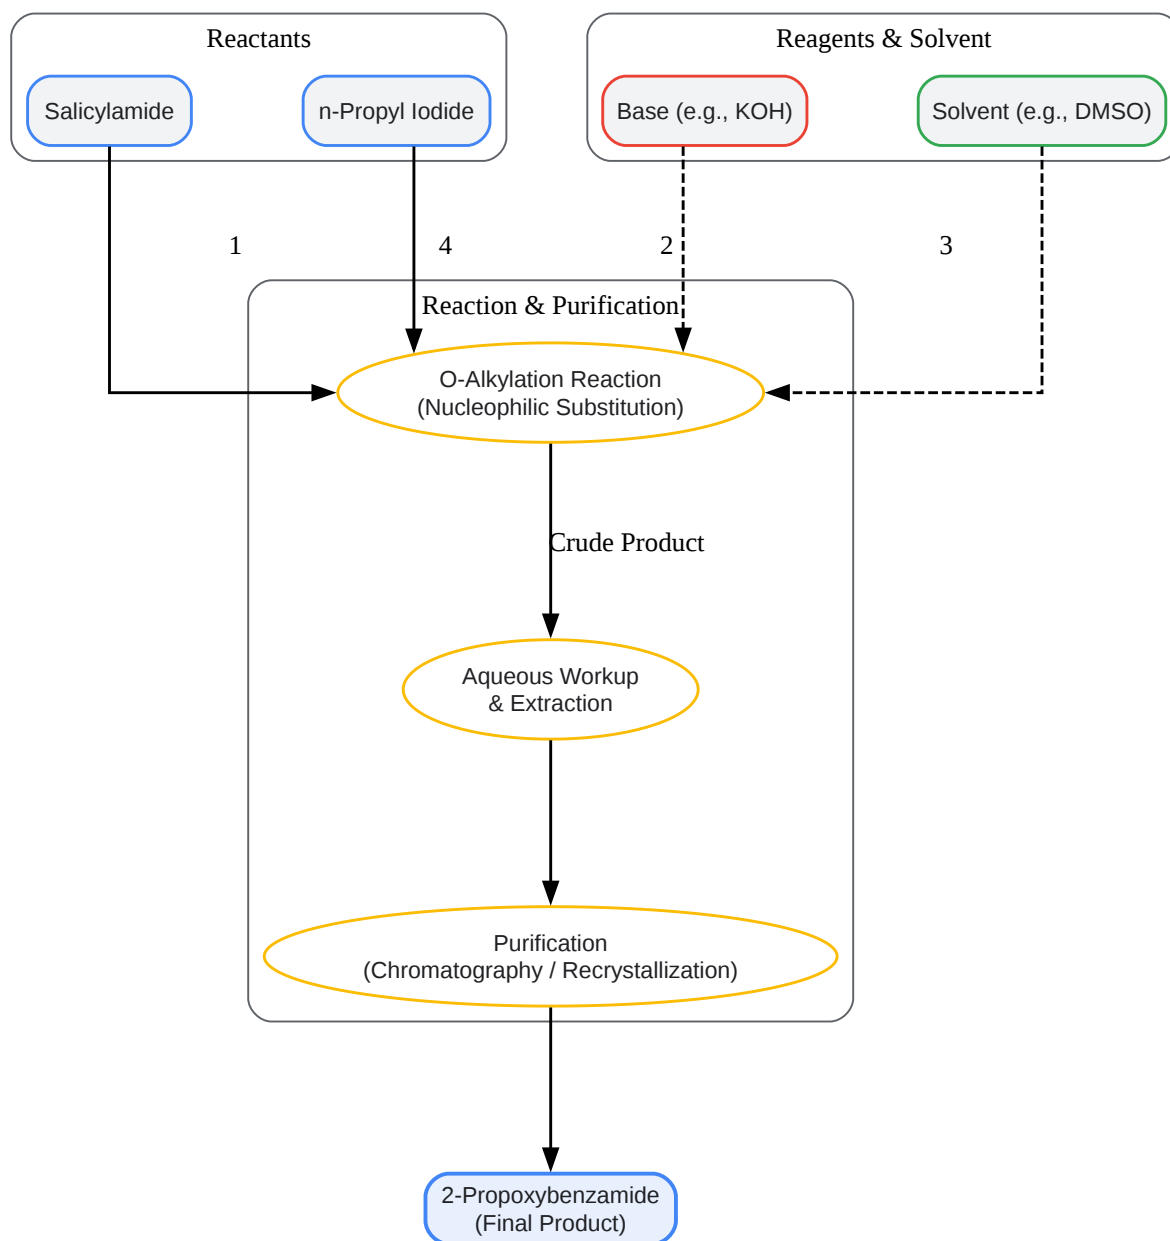 Reactants
Reagents & Solvent
Salicylamide
n-Propyl Iodide
Base (e.g., KOH)
Solvent (e.g., DMSO)
1
4
2
3
Reaction & Purification
O-Alkylation Reaction
(Nucleophilic Substitution)
Crude Product
Aqueous Workup
& Extraction
Purification
(Chromatography / Recrystallization)
2-Propoxybenzamide
(Final Product)